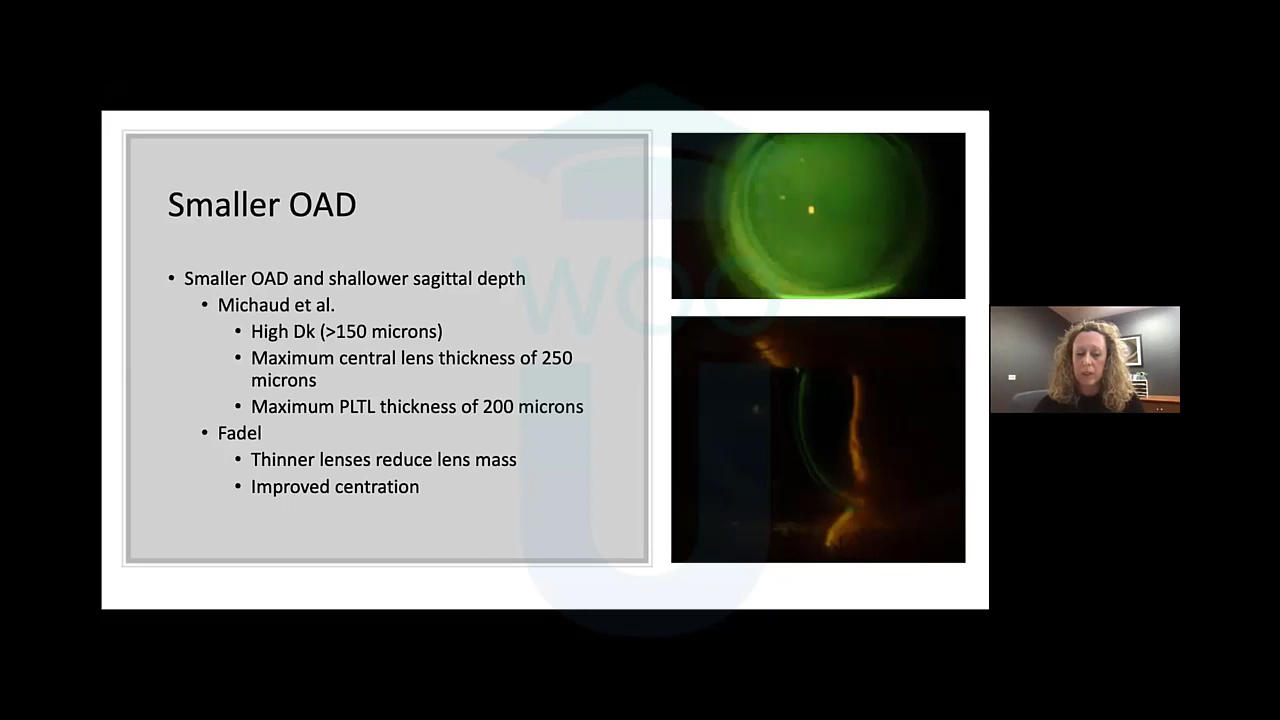 Smaller OAD
• Smaller OAD and shallower sagittal depth
• Michaud et al.
• High Dk (>150 microns)
• Maximum central lens thickness of 250
microns
• Maximum PLTL thickness of 200 microns
• Fadel
• Thinner lenses reduce lens mass
• Improved centration
WOO
U